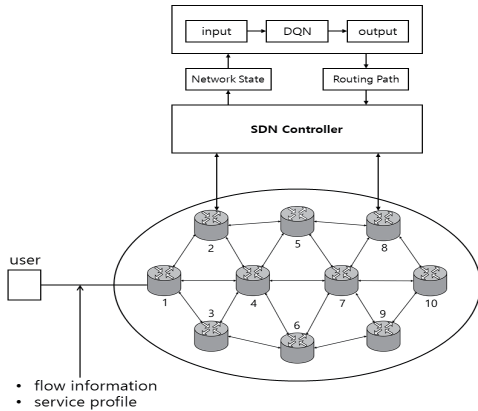 input DQN output
Network State Routing Path
SDN Controller
user
2 5 8
1 4 7 10
3 6 9
• flow information
• service profile